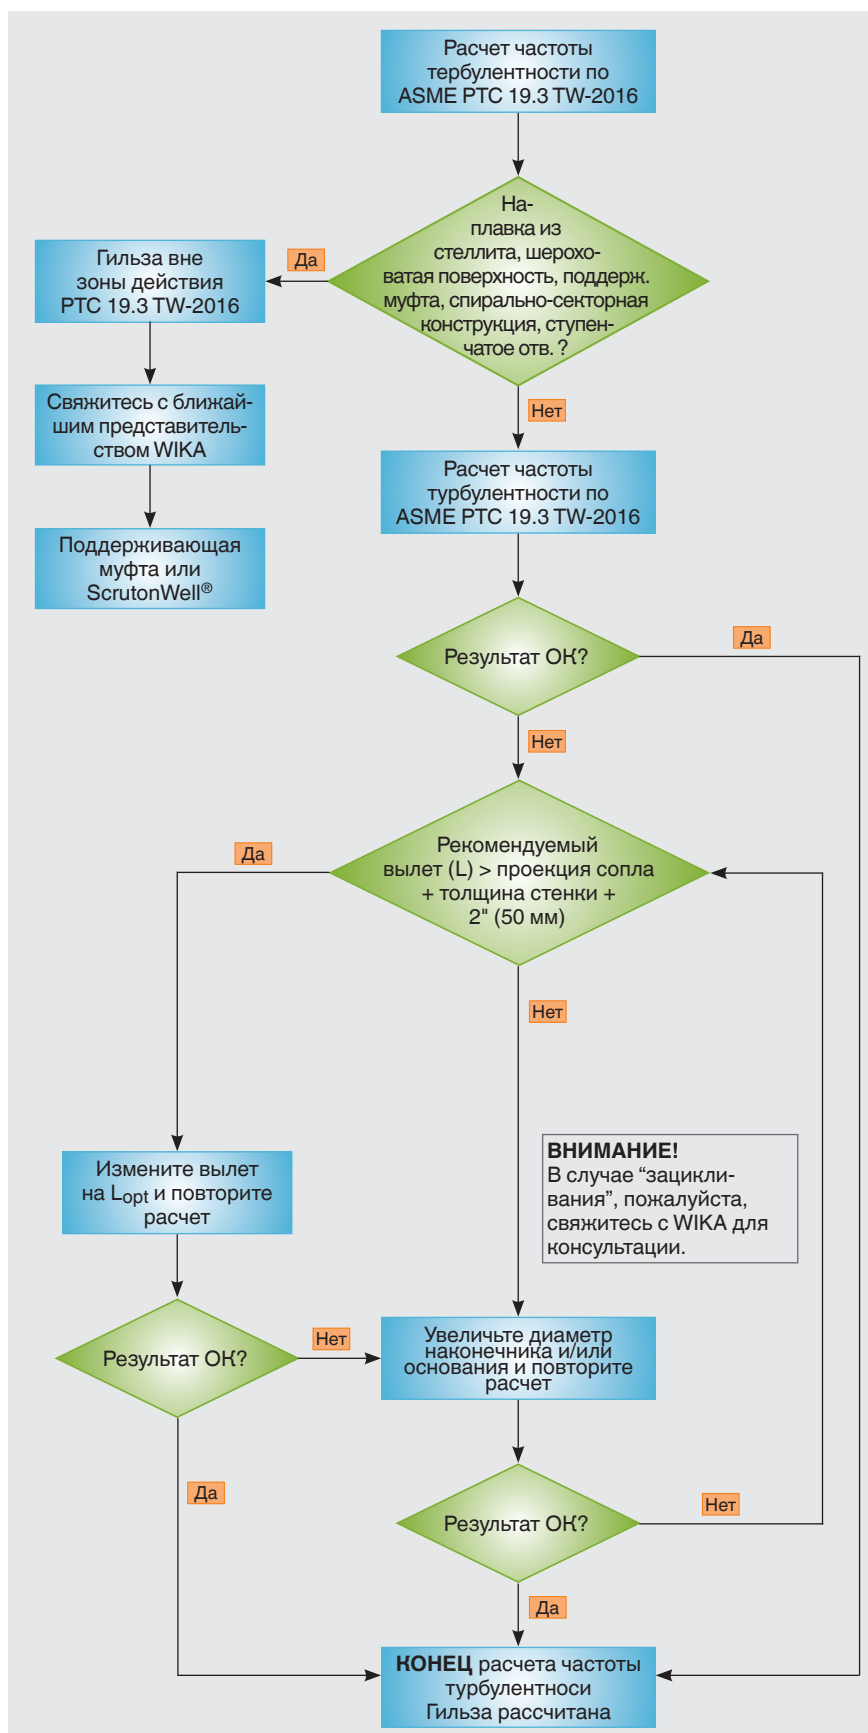 Расчет частоты
тербулентности по
ASME PTC 19.3 TW-2016
На-
плавка из
стеллита, шерохо-
ватая поверхность, поддерж.
муфта, спирально-секторная
конструкция, ступен-
чатое отв. ?
Да
Гильза вне
зоны действия
PTC 19.3 TW-2016
Свяжитесь с ближай-
шим представитель-
ством WIKA
Поддерживающая
муфта или
ScrutonWell®
Нет
Расчет частоты
турбулентности по
ASME PTC 19.3 TW-2016
Результат ОК?
Да
Нет
Рекомендуемый
вылет (L) > проекция сопла
+ толщина стенки +
2" (50 мм)
Да
Нет
ВНИМАНИЕ!
В случае “зацикли-
вания”, пожалуйста,
свяжитесь с WIKA для
консультации.
Измените вылет
на Lopt и повторите
расчет
Результат ОК?
Нет
Увеличьте диаметр
наконечника и/или
основания и повторите
расчет
Да
Результат ОК?
Нет
Да
КОНЕЦ расчета частоты
турбулентноси
Гильза рассчитана